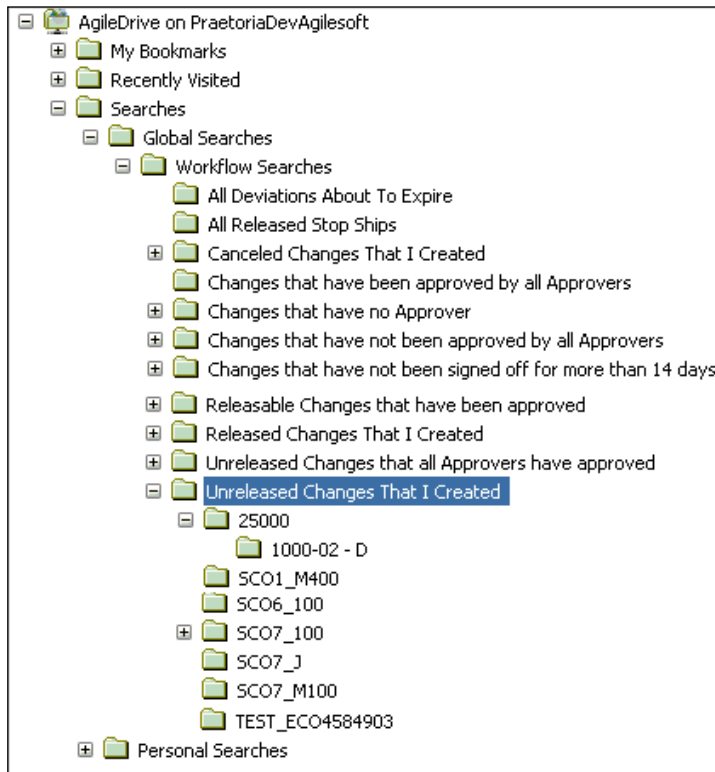 AgileDrive on PraetoriaDevAgilesoft
My Bookmarks
Recently Visited
Searches
Global Searches
Workflow Searches
All Deviations About To Expire
All Released Stop Ships
Canceled Changes That I Created
Changes that have been approved by all Approvers
Changes that have no Approver
Changes that have not been approved by all Approvers
Changes that have not been signed off for more than 14 days
Releasable Changes that have been approved
Released Changes That I Created
Unreleased Changes that all Approvers have approved
Unreleased Changes That I Created
25000
1000-02 - D
SCO1_M400
SCO6_100
SCO7_100
SCO7_J
SCO7_M100
TEST_ECO4584903
Personal Searches